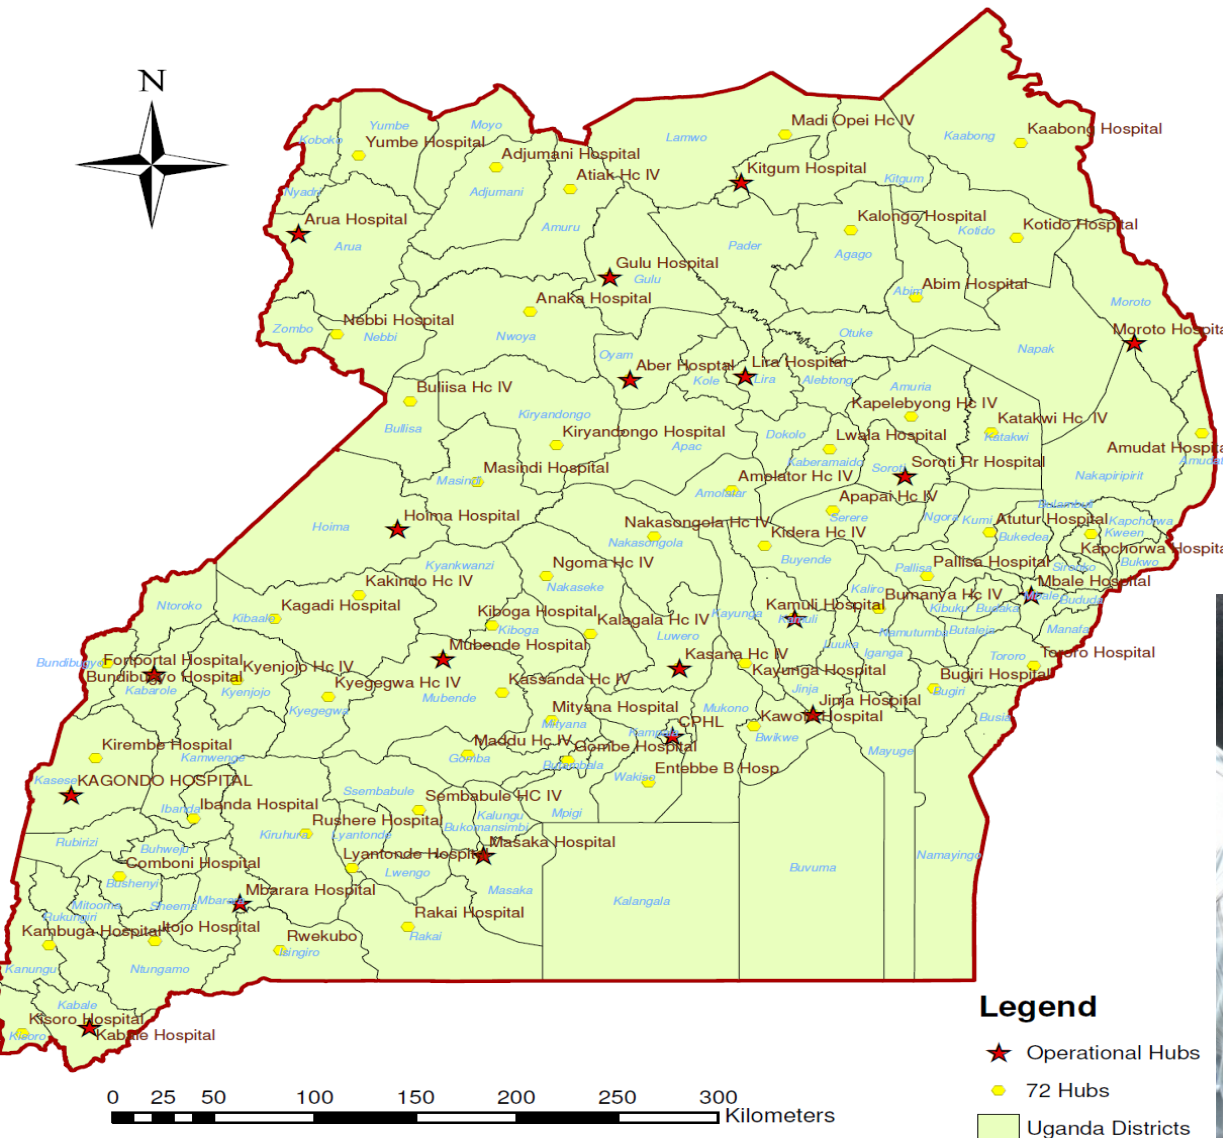 N
Madi Opei Hc IV
Kaabong Hospital
Yumbe
Moyo
Koboko
Yumbe Hospital
Lamwo
Kaabong
Adjumani Hospital
Atiak Hc IV
Kitgum Hospital
Kitgum
Nyadri
Adjumani
Arua Hospital
Arua
Amuru
Kalongo Hospital
Kotido Hospital
Kotido
Pader
Agago
Gulu Hospital
Gulu
Abim Hospital
Abim
Anaka Hospital
Moroto
Nebbi Hospital
Zombo
Nebbi
Nwoya
Otuke
Moroto Hospita
Napak
Oyam
Aber Hosptal
Lira Hospital
Kole
Lira
Alebtong
Amuria
Buliisa Hc IV
Kapelebyong Hc IV
Bullisa
Kiryandongo
Kiryandongo Hospital
Apac
Dokolo
Lwala Hospital
Katakwi Hc IV
Katakwi
Amudat Hospita
Amudat
Masindi Hospital
Masindi
Kaberamaido
Soroti Rr Hospital
Soroti
Amolator Hc IV
Amolatar
Nakapiripirit
Apapai Hc IV
Serere
Hoima Hospital
Hoima
Nakasongola Hc IV
Nakasongola
Kidera Hc IV
Buyende
Ngora
Kumi
Atutur Hospital
Bukedea
Bulambuli
Kapchorwa
Kween
Kapchorwa Hospita
Bukwo
Sironko
Kyankwanzi
Ngoma Hc IV
Nakaseke
Pallisa Hospital
Pallisa
Kakindo Hc IV
Kagadi Hospital
Ntoroko
Kibaale
Kiboga Hospital
Kiboga
Kalagala Hc IV
Luwero
Kayunga
Kamuli Hospital
Kamuli
Kaliro
Bumanya Hc IV
Kibuku
Budaka
Mbale Hospital
Mbale
Bududa
Namutumba
Butaleja
Manafa
Mubende Hospital
Mubende
Kasana Hc IV
Kayunga Hospital
Luuka
Iganga
Tororo
Tororo Hospital
Bundibugyo
Fortportal Hospital
Bundibugyo Hospital
Kabarole
Kyenjojo Hc IV
Kyenjojo
Kyegegwa Hc IV
Kyegegwa
Kassanda Hc IV
Bugiri Hospital
Bugiri
Jinja
Jinja Hospital
Mityana Hospital
Mityana
Mukono
CPHL
Kampala
Kawolo Hospital
Bwikwe
Busia
Mayuge
Kirembe Hospital
Kamwenge
Maddu Hc IV
Gomba
Gombe Hospital
Butambala
Entebbe B Hosp
Wakiso
Kasese
KAGONDO HOSPITAL
Ssembabule
Sembabule HC IV
Ibanda Hospital
Ibanda
Rushere Hospital
Kiruhura
Lyantonde
Kalungu
Bukomansimbi
Mpigi
Masaka Hospital
Rubirizi
Buhweju
Comboni Hospital
Bushenyi
Lyantonde Hospital
Lwengo
Masaka
Kalangala
Buvuma
Namayingo
Mbarara Hospital
Mbarara
Mitooma
Sheema
Rukungiri
Kambuga Hospital
Itojo Hospital
Rakai Hospital
Rakai
Rwekubo
Isingiro
Kanungu
Ntungamo
Kabale
Kisoro Hospital
Kisoro
Kabale Hospital
Legend
Operational Hubs
72 Hubs
Uganda Districts
0 25 50 100 150 200 250 300
Kilometers